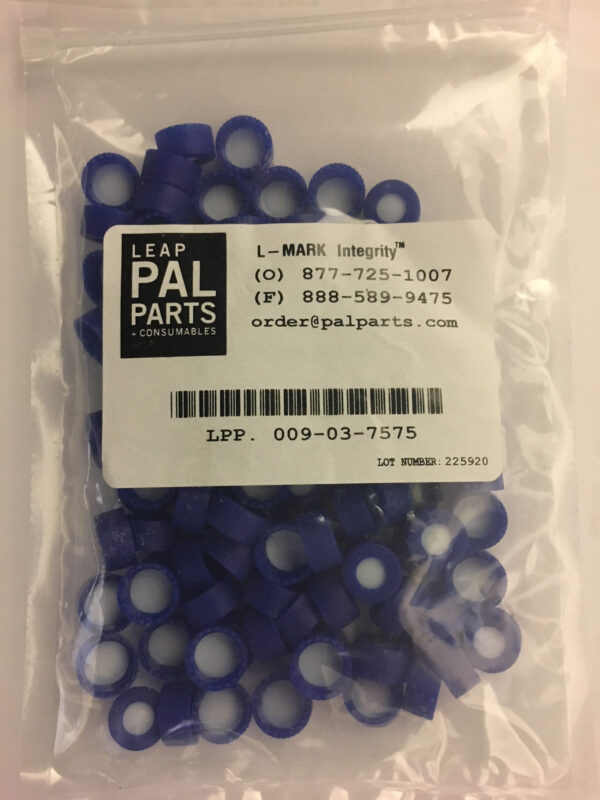 LEAP
PAL
PARTS
+ CONSUMABLES
L-MARK Integrity™
(O) 877-725-1007
(F) 888-589-9475
order@palparts.com
LPP. 009-03-7575
LOT NUMBER: 225920